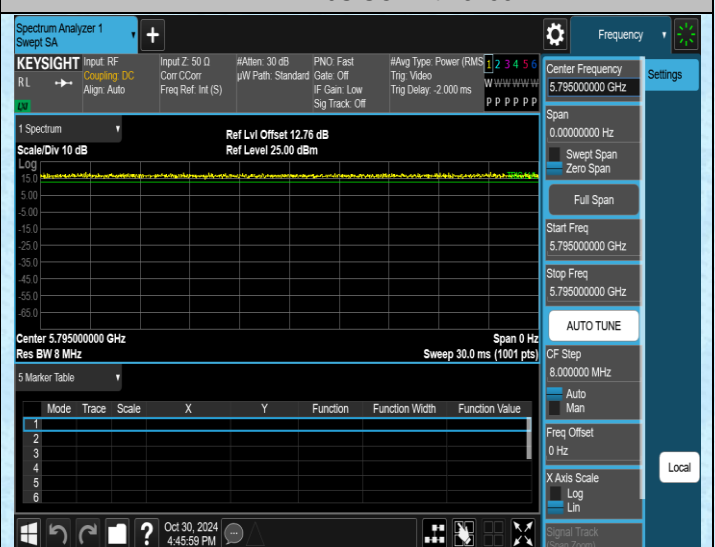 Spectrum Analyzer 1
Swept SA
+
Frequency
KEYSIGHT
RL
LXI
Input: RF
Coupling: DC
Align: Auto
Input Z: 50 Ω
Corr CCorr
Freq Ref: Int (S)
#Atten: 30 dB
µW Path: Standard
PNO: Fast
Gate: Off
IF Gain: Low
Sig Track: Off
#Avg Type: Power (RMS
Trig: Video
Trig Delay: -2.000 ms
1 2 3 4 5 6
W W W W W W
P P P P P P
Center Frequency
5.795000000 GHz
Settings
Span
0.00000000 Hz
Swept Span
Zero Span
Full Span
Start Freq
5.795000000 GHz
Stop Freq
5.795000000 GHz
AUTO TUNE
CF Step
8.000000 MHz
Auto
Man
Freq Offset
0 Hz
X Axis Scale
Log
Lin
Signal Track
(Span Zoom)
Local
1 Spectrum
Scale/Div 10 dB
Ref Lvl Offset 12.76 dB
Ref Level 25.00 dBm
Log
15.0
5.00
-5.00
-15.0
-25.0
-35.0
-45.0
-55.0
-65.0
Center 5.795000000 GHz
Span 0 Hz
Res BW 8 MHz
Sweep 30.0 ms (1001 pts)
5 Marker Table
Mode Trace Scale X Y Function Function Width Function Value
1
2
3
4
5
6
?
Oct 30, 2024
4:45:59 PM